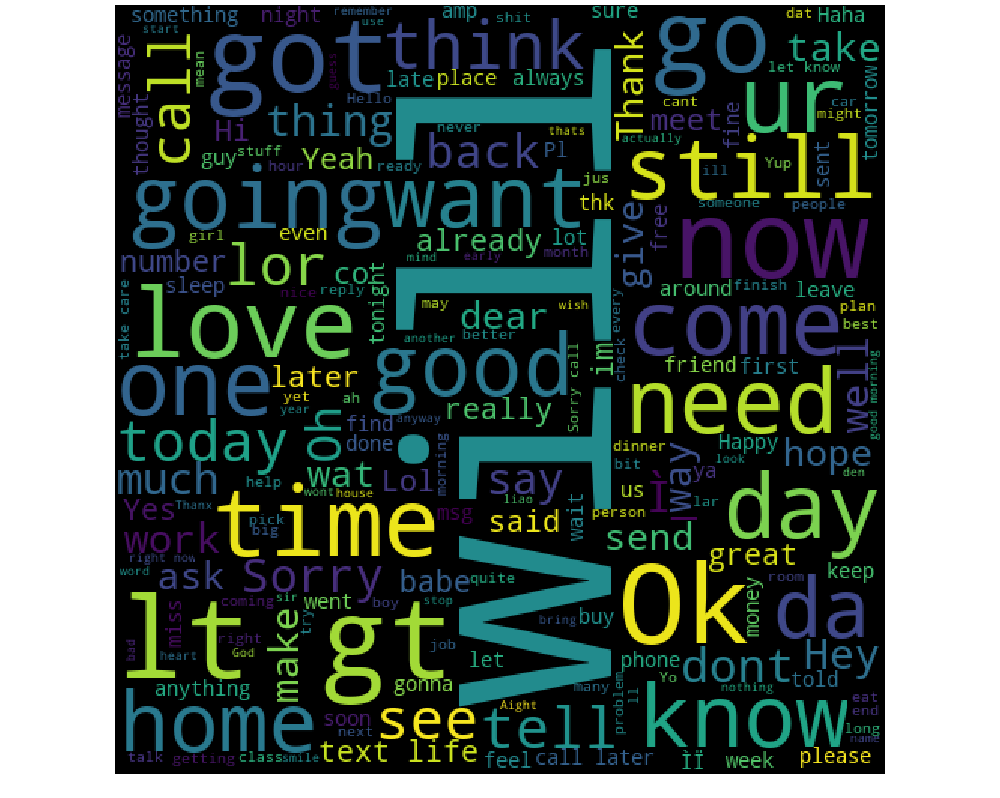 something night remember use amp shit sure dat Haha
start
message call mean got guess think go take
late place always Thank let know
Hello cant ur car might tomorrow
thought Hi thing never thats meet fine
guy stuff hour Yeah ready back Pl actually still Yup sent
ill
going want jus thk someone people
girl even already lot give free now
number lor cot mind early month
sleep nice reply tonight around finish leave
take care love may dear wish check every come plan best
another better
one later good im friend first well good morning
yet year ah really Sorry call need
today oh find anyway done dinner Happy hope
much help wat Lol morning say bit way ya look den
wont house liao us Ì lar day
Yes Thanx time msg said wait person send
pick big
work right now great
word ask Sorry babe quite Ok money room da keep
lt miss coming sir went boy stop will bring buy
bad right God make try gt job let phone dont Hey
heart Yo told
anything gonna many nothing
home soon next see Aight tell problem ll know eat end long name
talk getting class smile text life feel call later ÌÏ week please